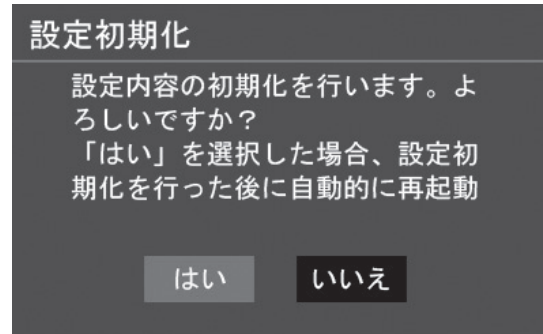 設定初期化
設定内容の初期化を行います。よ
ろしいですか？
「はい」を選択した場合、設定初
期化を行った後に自動的に再起動
はい
いいえ